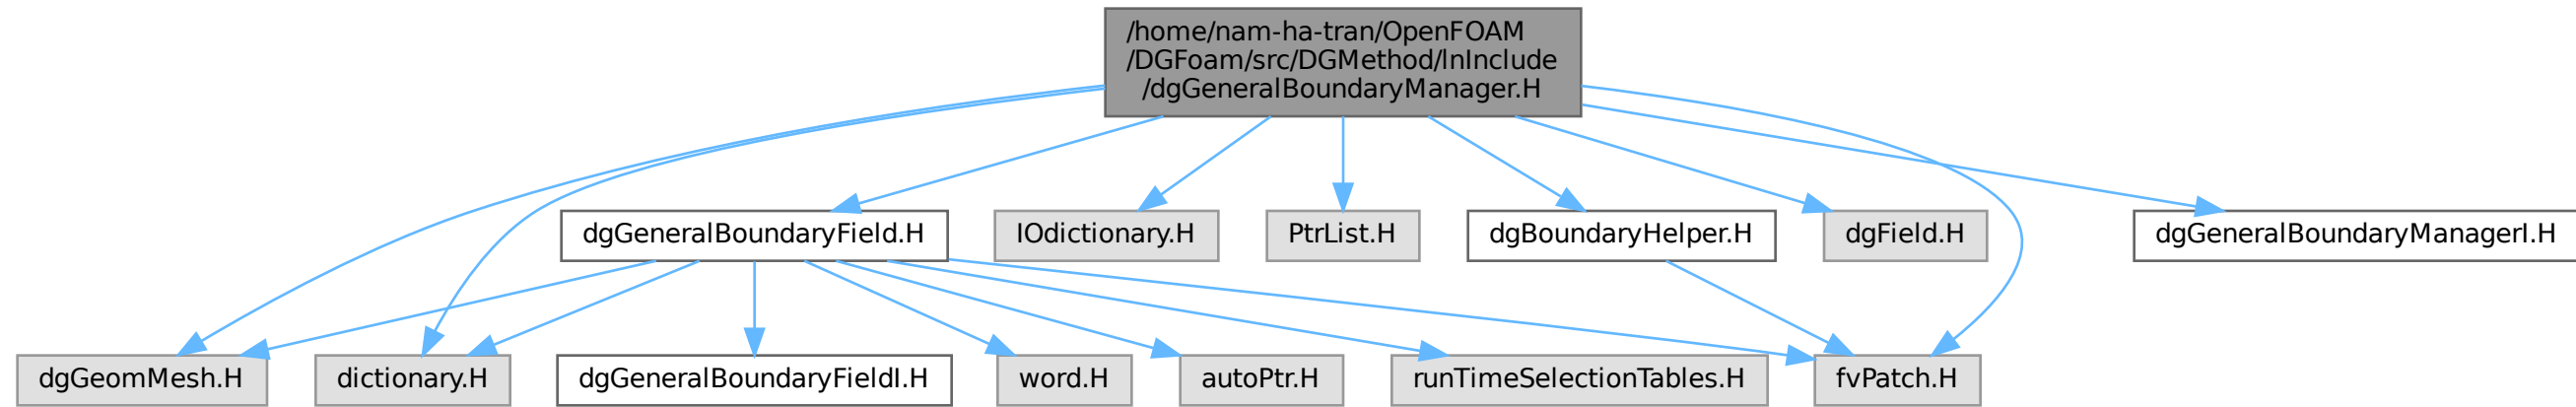 /home/nam-ha-tran/OpenFOAM
/DGFoam/src/DGMethod/lnInclude
/dgGeneralBoundaryManager.H
dgGeneralBoundaryField.H
IOdictionary.H
PtrList.H
dgBoundaryHelper.H
dgField.H
dgGeneralBoundaryManagerI.H
dgGeomMesh.H
dictionary.H
dgGeneralBoundaryFieldI.H
word.H
autoPtr.H
runTimeSelectionTables.H
fvPatch.H